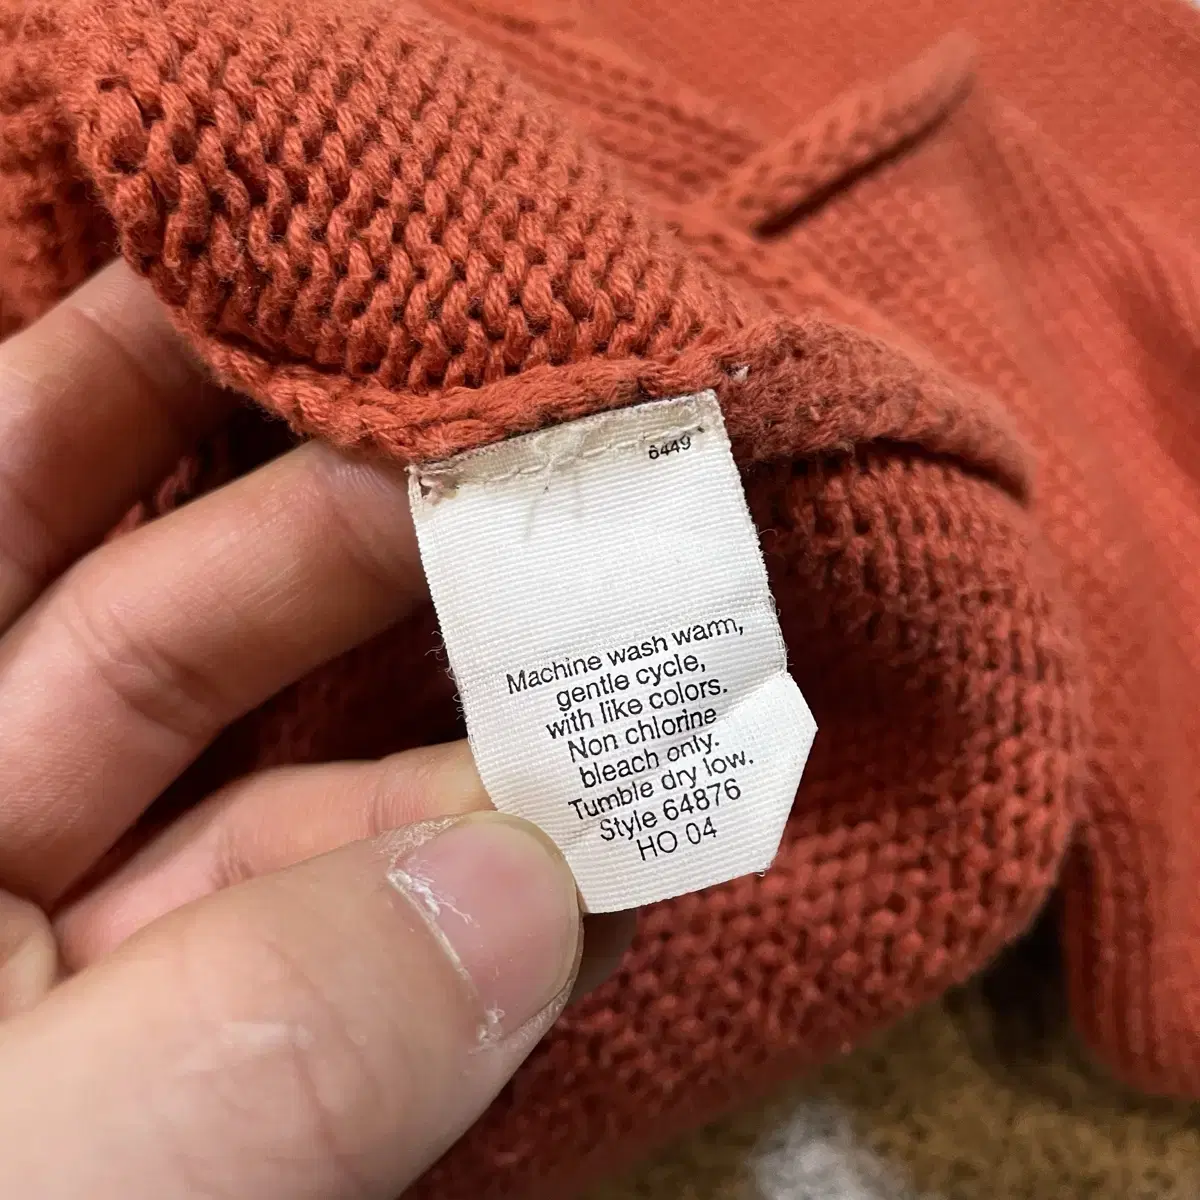 6449
Machine wash warm,
gentle cycle,
with like colors.
Non chlorine
bleach only.
Tumble dry low.
Style 64876
HO 04